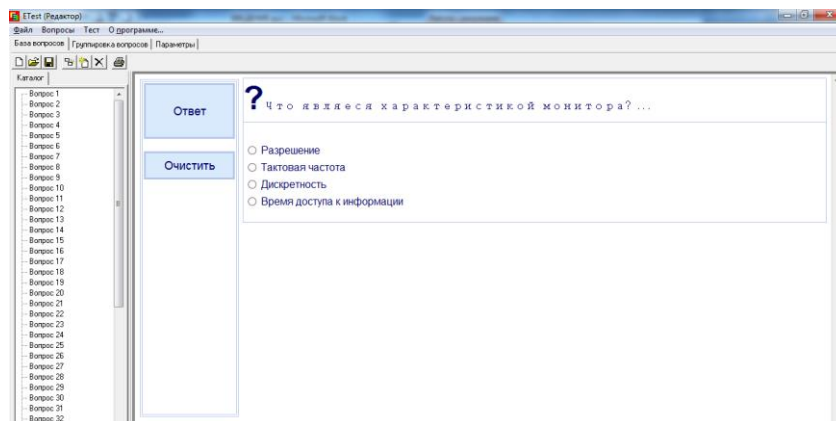 ETest (Редактор)
Файл Вопросы Тест О программе...
База вопросов Группировка вопросов Параметры
Каталог
Вопрос 1
Вопрос 2
Вопрос 3
Вопрос 4
Вопрос 5
Вопрос 6
Вопрос 7
Вопрос 8
Вопрос 9
Вопрос 10
Вопрос 11
Вопрос 12
Вопрос 13
Вопрос 14
Вопрос 15
Вопрос 16
Вопрос 17
Вопрос 18
Вопрос 19
Вопрос 20
Вопрос 21
Вопрос 22
Вопрос 23
Вопрос 24
Вопрос 25
Вопрос 26
Вопрос 27
Вопрос 28
Вопрос 29
Вопрос 30
Вопрос 31
Вопрос 32
Ответ
Очистить
? Что являеся характеристикой монитора? ...
Разрешение
Тактовая частота
Дискретность
Время доступа к информации